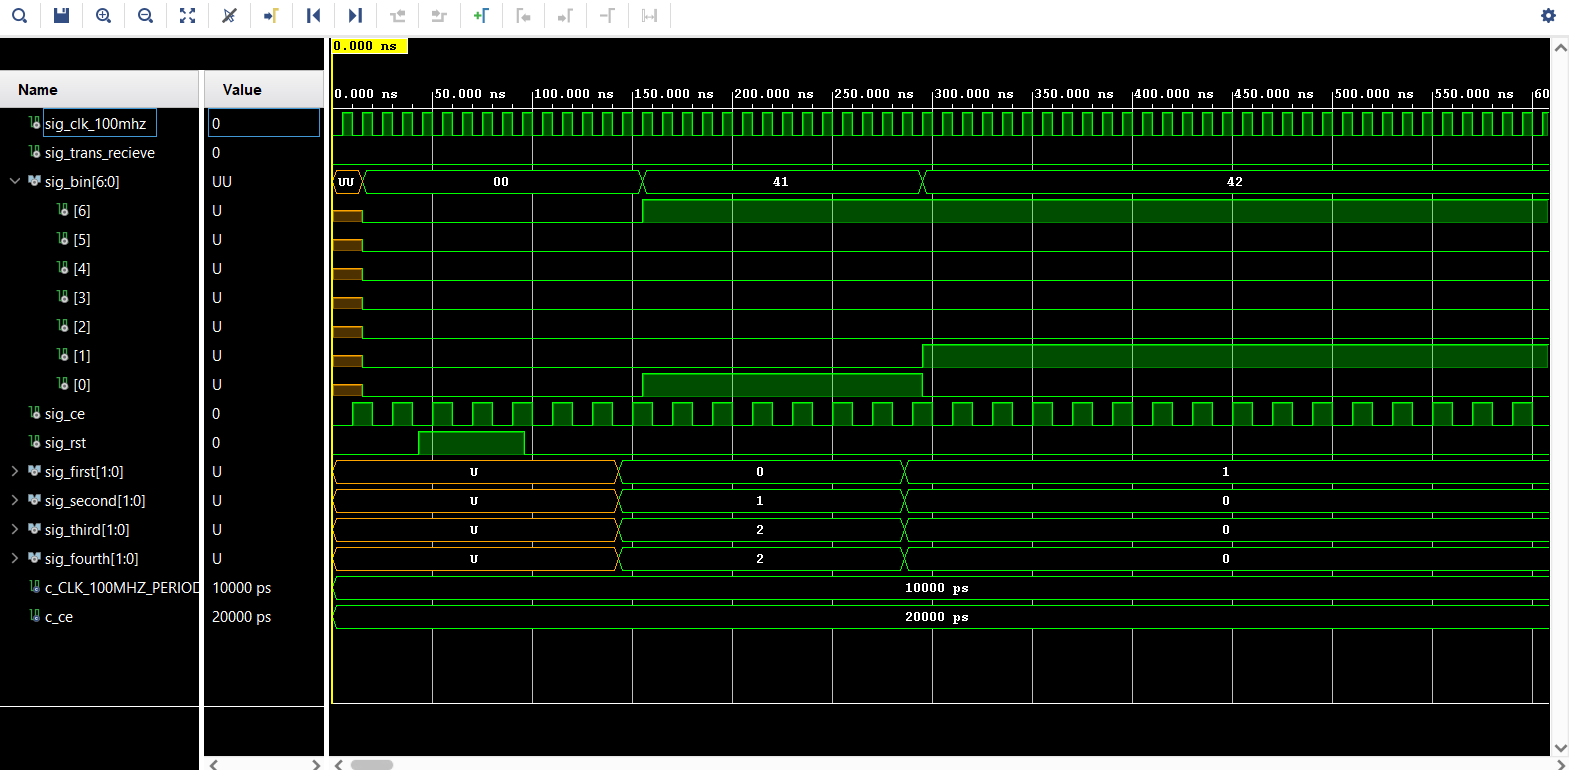 0.000 ns
Name Value
0.000 ns 50.000 ns 100.000 ns 150.000 ns 200.000 ns 250.000 ns 300.000 ns 350.000 ns 400.000 ns 450.000 ns 500.000 ns 550.000 ns 60
sig_clk_100mhz 0
sig_trans_recieve 0
sig_bin[6:0] UU UU 00 41 42
[6] U
[5] U
[4] U
[3] U
[2] U
[1] U
[0] U
sig_ce 0
sig_rst 0
sig_first[1:0] U U 0 1
sig_second[1:0] U U 1 0
sig_third[1:0] U U 2 0
sig_fourth[1:0] U U 2 0
c_CLK_100MHZ_PERIOD 10000 ps 10000 ps
c_ce 20000 ps 20000 ps